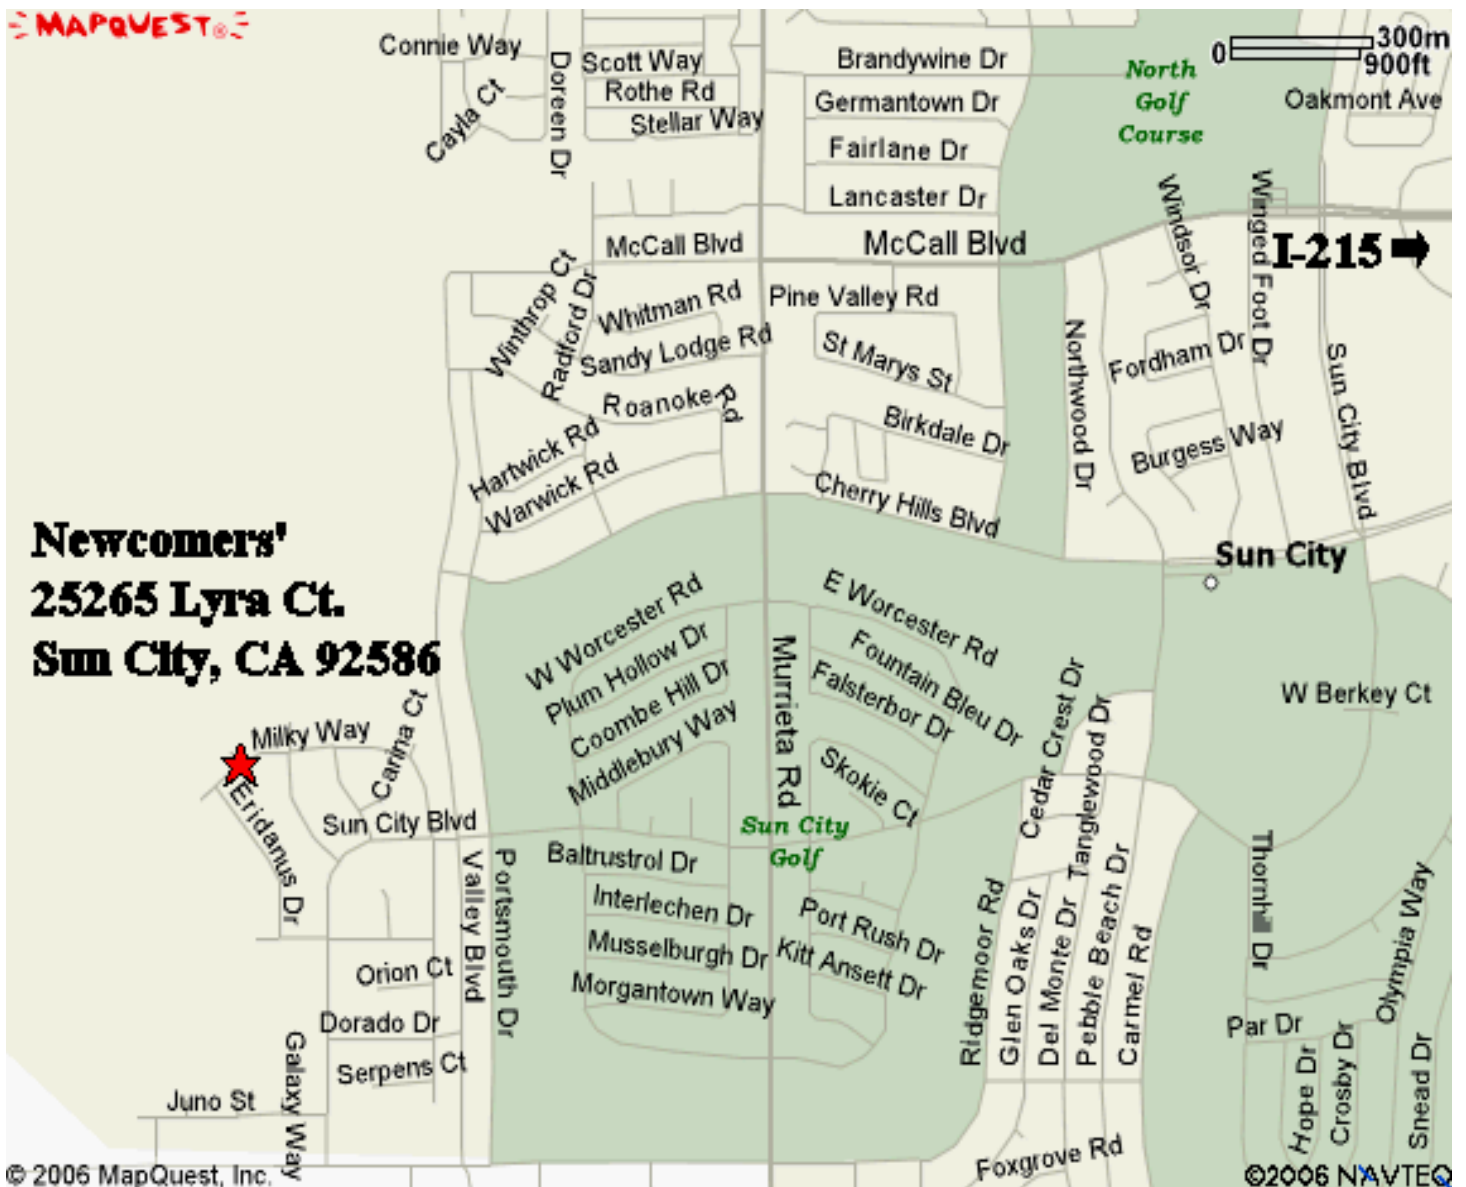 MAPQUEST®
Connie Way
Cayla Ct
Doreen Dr
Scott Way
Rothe Rd
Stellar Way
Brandywine Dr
Germantown Dr
Fairlane Dr
Lancaster Dr
North
Golf
Course
0 300m
900ft
Oakmont Ave
McCall Blvd
McCall Blvd
Windsor Dr
Winged Foot Dr
I-215
Winthrop Ct
Radford Dr
Whitman Rd
Sandy Lodge Rd
Pine Valley Rd
St Marys St
Northwood Dr
Fordham Dr
Sun City Blvd
Roanoke Rd
Hartwick Rd
Warwick Rd
Birkdale Dr
Cherry Hills Blvd
Burgess Way
Newcomers'
25265 Lyra Ct.
Sun City, CA 92586
Sun City
W Worcester Rd
Plum Hollow Dr
Coombe Hill Dr
Middlebury Way
Murrieta Rd
E Worcester Rd
Fountain Bleu Dr
Falsterbor Dr
Skokie Ct
Cedar Crest Dr
Tanglewood Dr
W Berkey Ct
Milky Way
Carina Ct
Eridanus Dr
Sun City Blvd
Valley Blvd
Portsmouth Dr
Sun City
Golf
Baltrustrol Dr
Interlechen Dr
Musselburgh Dr
Morgantown Way
Port Rush Dr
Kitt Ansett Dr
Ridgemoor Rd
Glen Oaks Dr
Del Monte Dr
Pebble Beach Dr
Carmel Rd
Thornhill Dr
Olympia Way
Orion Ct
Dorado Dr
Serpens Ct
Galaxy Way
Juno St
Par Dr
Hope Dr
Crosby Dr
Snead Dr
Foxgrove Rd
© 2006 MapQuest, Inc.
©2006 NAVTEQ